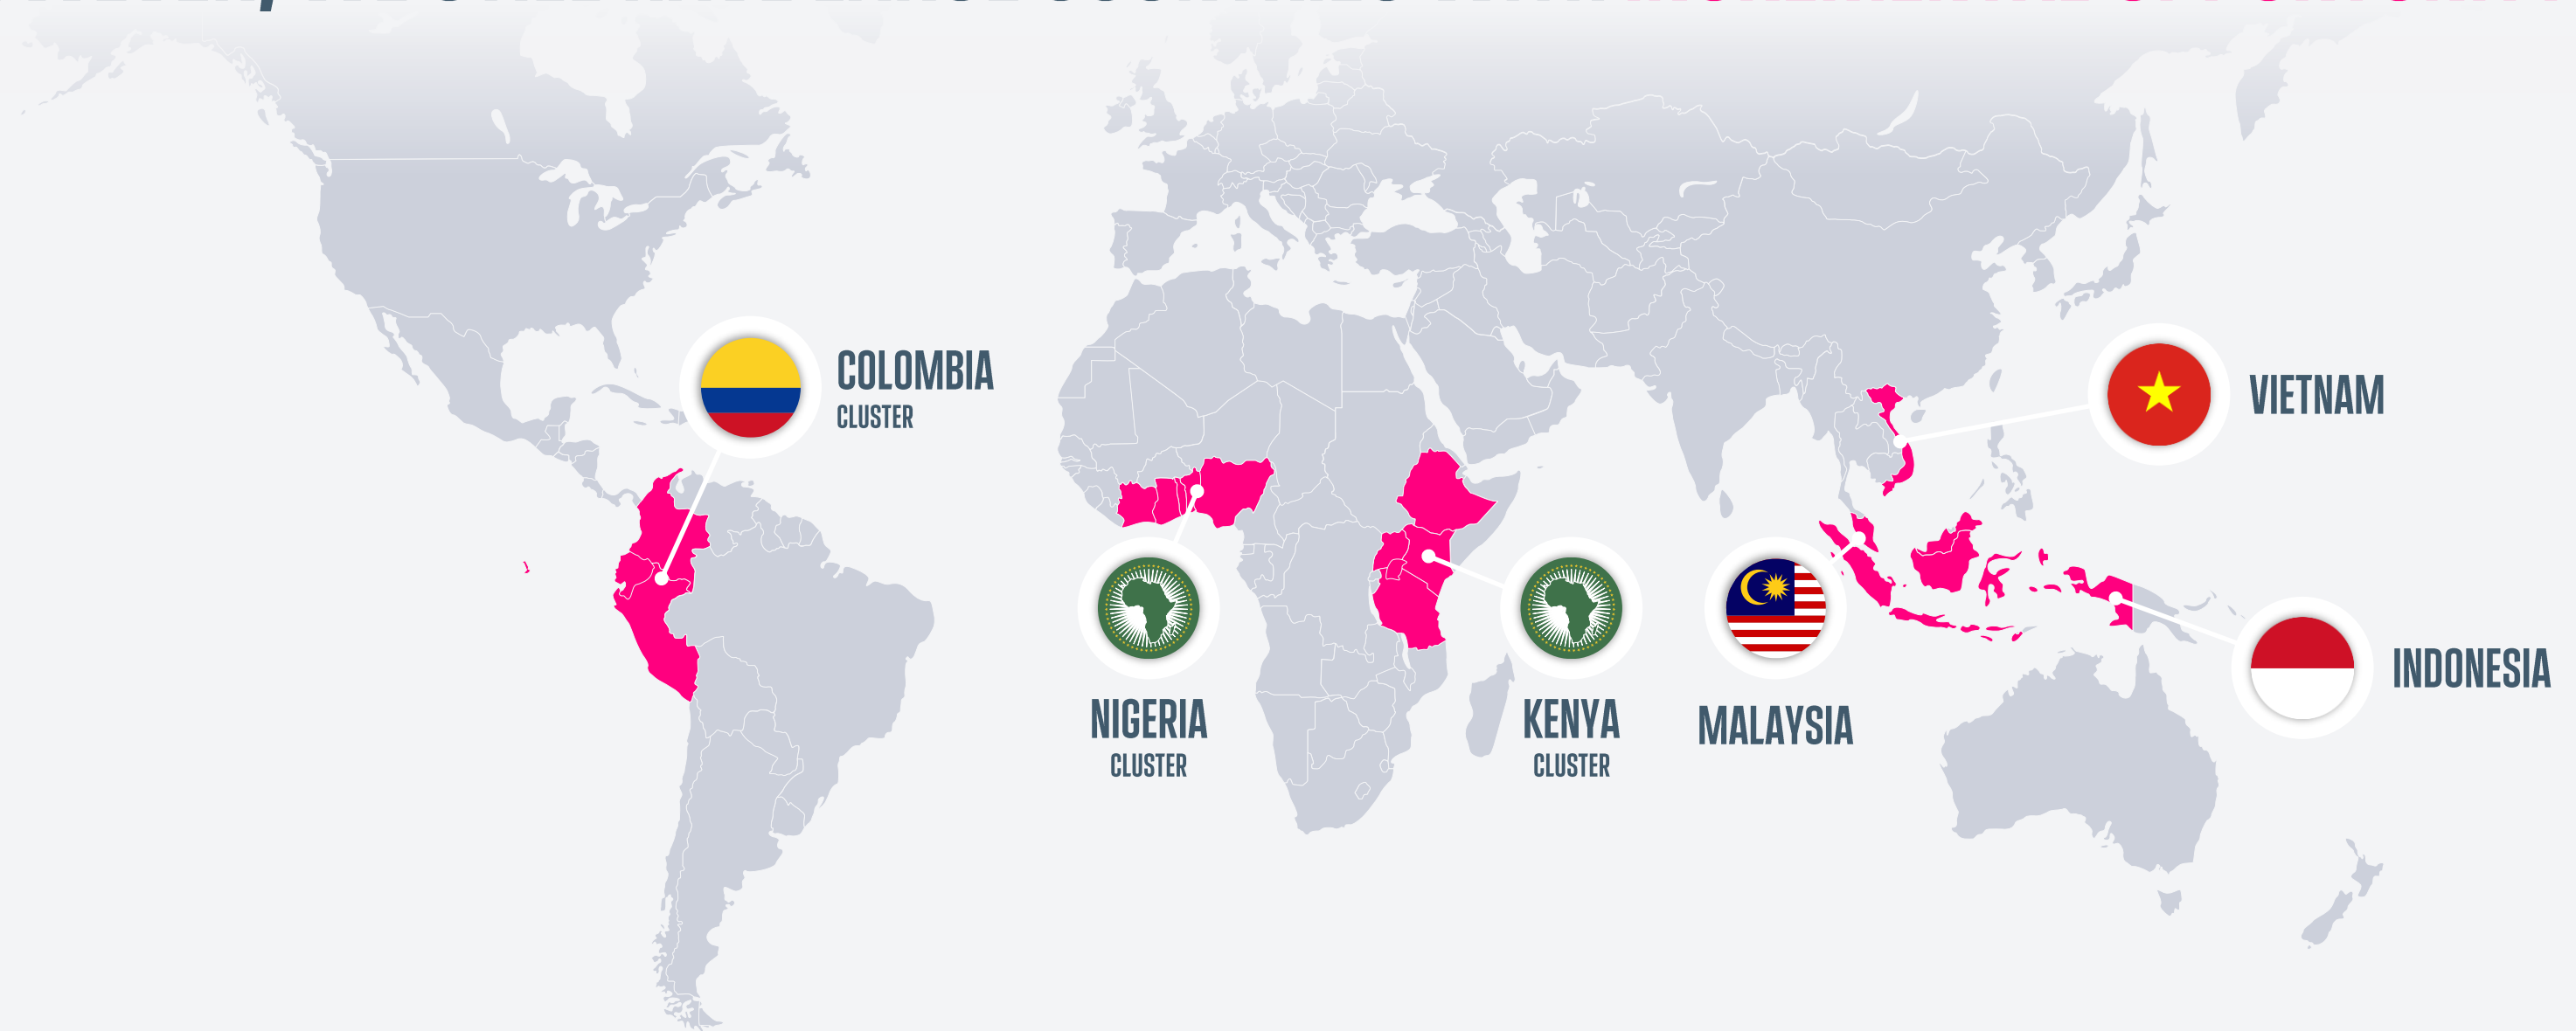 COLOMBIA
CLUSTER
VIETNAM
INDONESIA
NIGERIA
CLUSTER
KENYA
CLUSTER
MALAYSIA